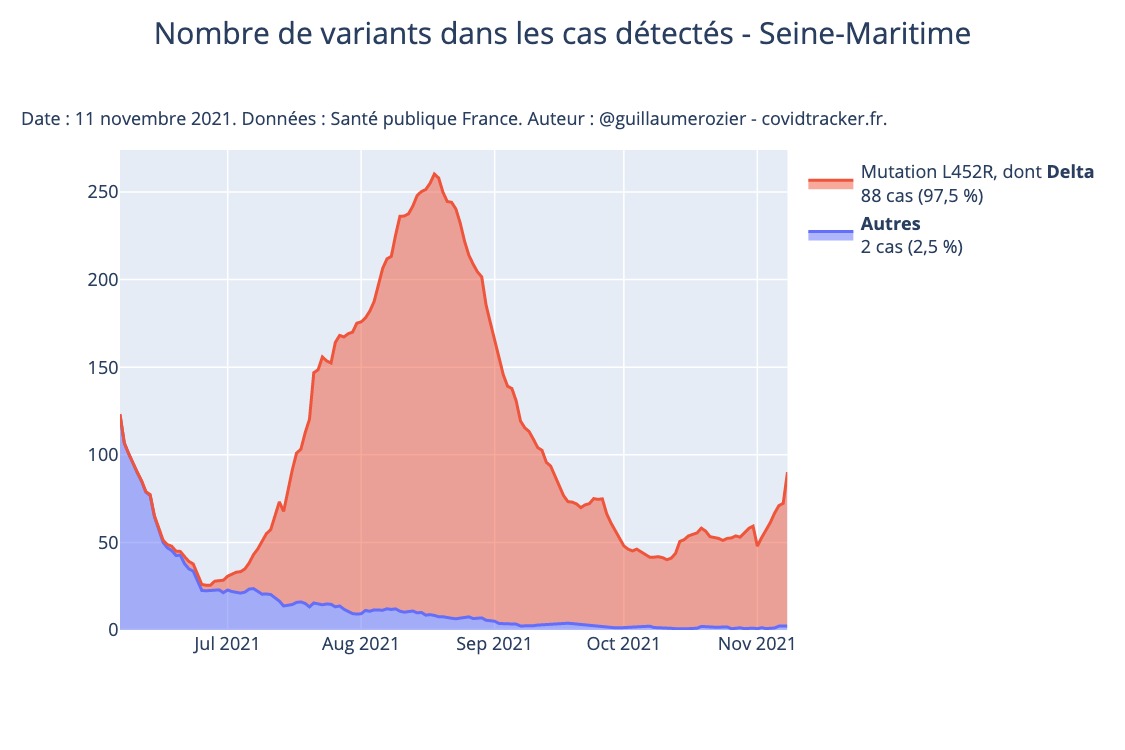 Nombre de variants dans les cas détectés - Seine-Maritime
Date : 11 novembre 2021. Données : Santé publique France. Auteur : @guillaumerozier - covidtracker.fr.
Mutation L452R, dont Delta
88 cas (97,5 %)
Autres
2 cas (2,5 %)
250
200
150
100
50
0
Jul 2021
Aug 2021
Sep 2021
Oct 2021
Nov 2021